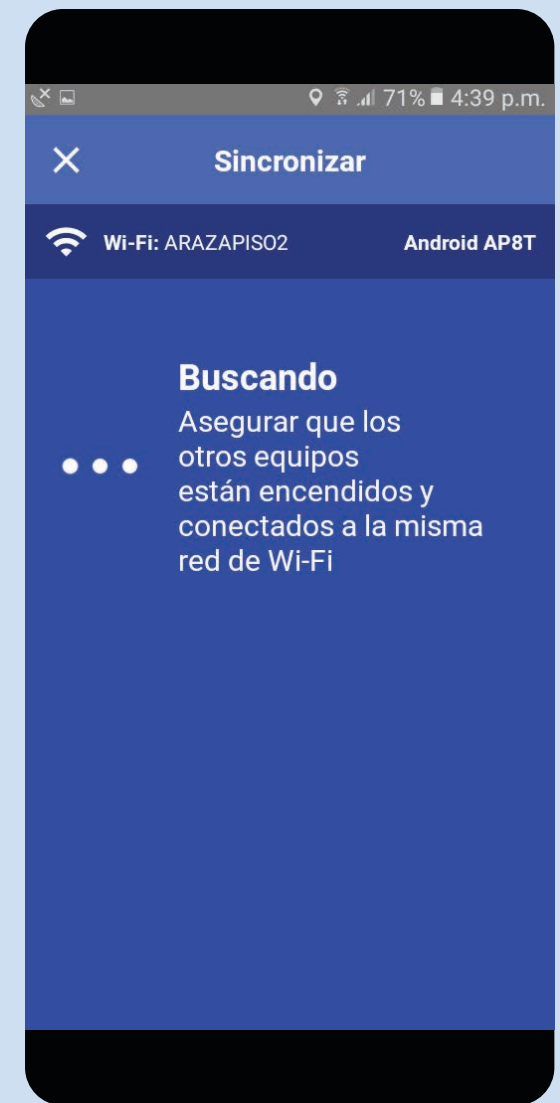 71% 4:39 p.m.
Sincronizar
Wi-Fi: ARAZAPISO2 Android AP8T
Buscando
Asegurar que los
otros equipos
están encendidos y
conectados a la misma
red de Wi-Fi